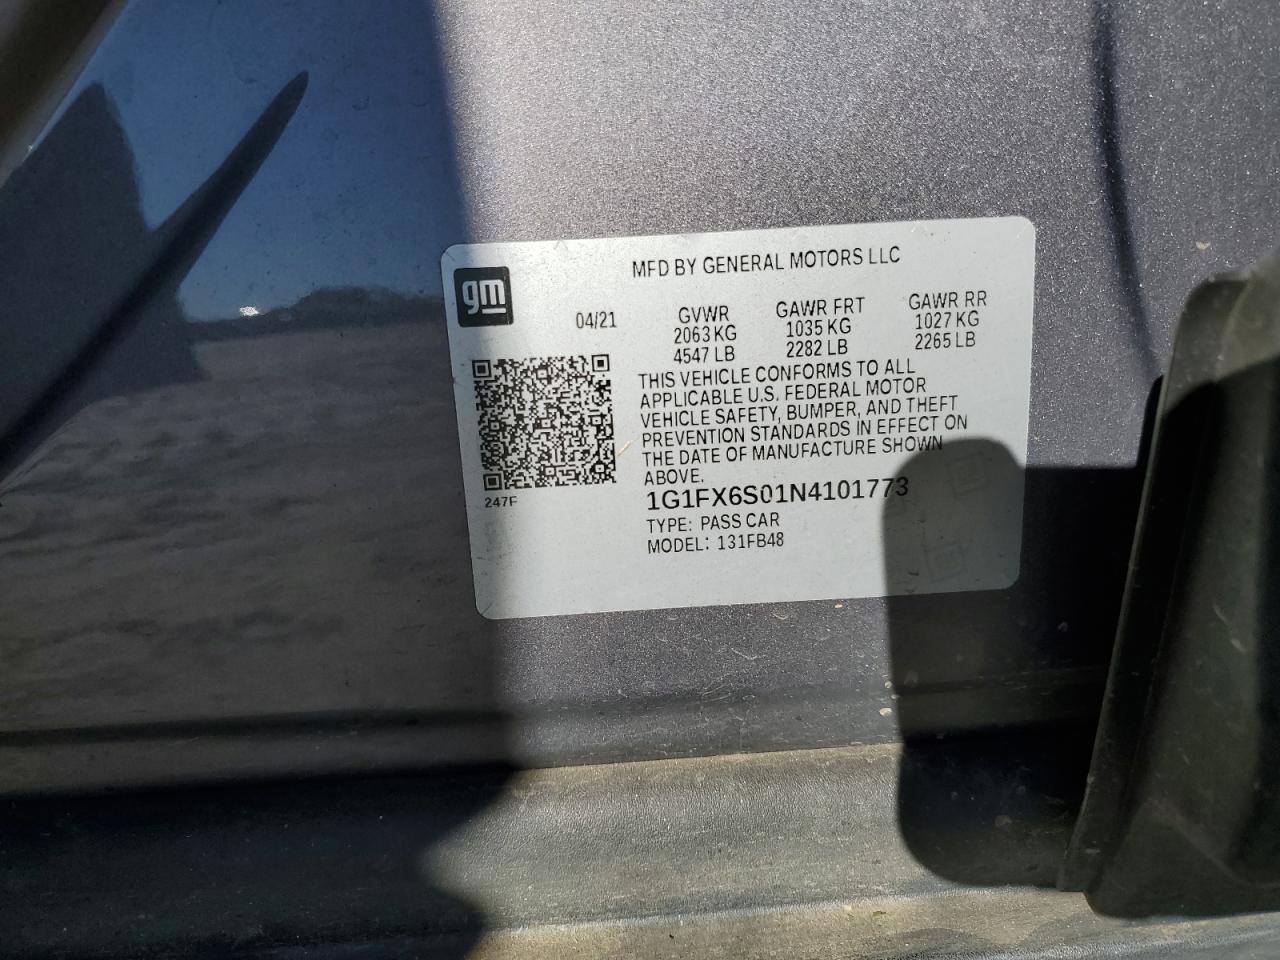 MFD BY GENERAL MOTORS LLC
gm
04/21
GVWR GAWR FRT GAWR RR
2063 KG 1035 KG 1027 KG
4547 LB 2282 LB 2265 LB
THIS VEHICLE CONFORMS TO ALL
APPLICABLE U.S. FEDERAL MOTOR
VEHICLE SAFETY, BUMPER, AND THEFT
PREVENTION STANDARDS IN EFFECT ON
THE DATE OF MANUFACTURE SHOWN
ABOVE.
247F
1G1FX6S01N4101773
TYPE: PASS CAR
MODEL: 131FB48